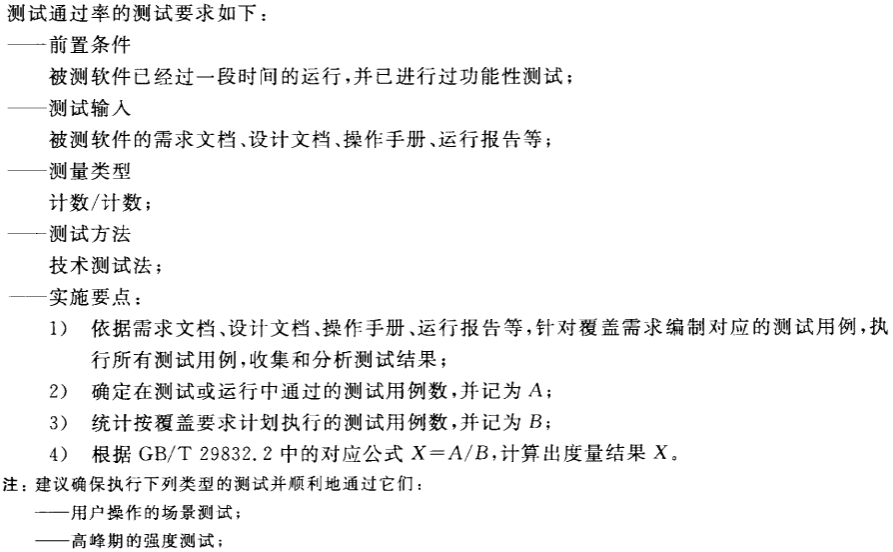 测试通过率的测试要求如下：
——前置条件
被测软件已经过一段时间的运行,并已进行过功能性测试；
——测试输入
被测软件的需求文档、设计文档、操作手册、运行报告等；
——测量类型
计数/计数；
——测试方法
技术测试法；
——实施要点：
1） 依据需求文档、设计文档、操作手册、运行报告等,针对覆盖需求编制对应的测试用例,执
行所有测试用例,收集和分析测试结果；
2） 确定在测试或运行中通过的测试用例数,并记为 A；
3） 统计按覆盖要求计划执行的测试用例数,并记为 B；
4） 根据 GB/T 29832.2 中的对应公式 X=A/B,计算出度量结果 X。
注：建议确保执行下列类型的测试并顺利地通过它们：
——用户操作的场景测试；
——高峰期的强度测试；